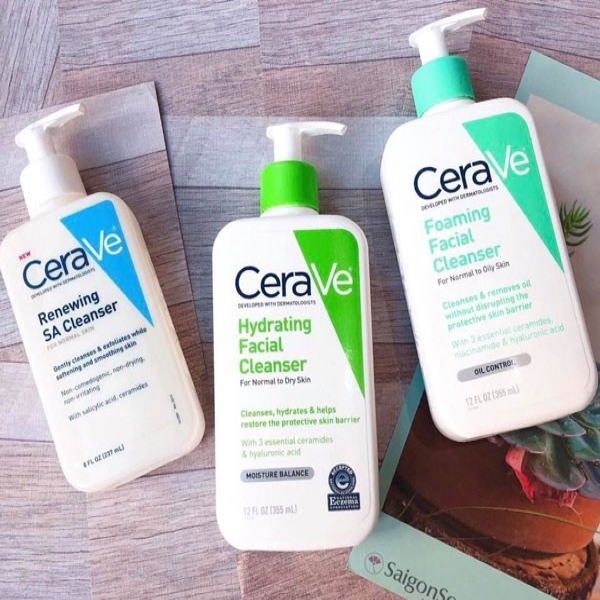 NEW
CeraVe
DEVELOPED WITH DERMATOLOGISTS
Renewing
SA Cleanser
FOR NORMAL SKIN
Gently cleanses & exfoliates while
softening and smoothing skin
Non-comedogenic, non-drying,
non-irritating
With salicylic acid, ceramides
8 FL OZ (237 mL)
CeraVe
DEVELOPED WITH DERMATOLOGISTS
Hydrating
Facial
Cleanser
For Normal to Dry Skin
Cleanses, hydrates & helps
restore the protective skin barrier
With 3 essential ceramides
& hyaluronic acid
MOISTURE BALANCE
ACCEPTED
NATIONAL
Eczema
ASSOCIATION
12 FL OZ (355 mL)
CeraVe
DEVELOPED WITH DERMATOLOGISTS
Foaming
Facial
Cleanser
For Normal to Oily Skin
Cleanses & removes oil
without disrupting the
protective skin barrier
With 3 essential ceramides,
niacinamide & hyaluronic acid
OIL CONTROL
12 FL OZ (355 mL)